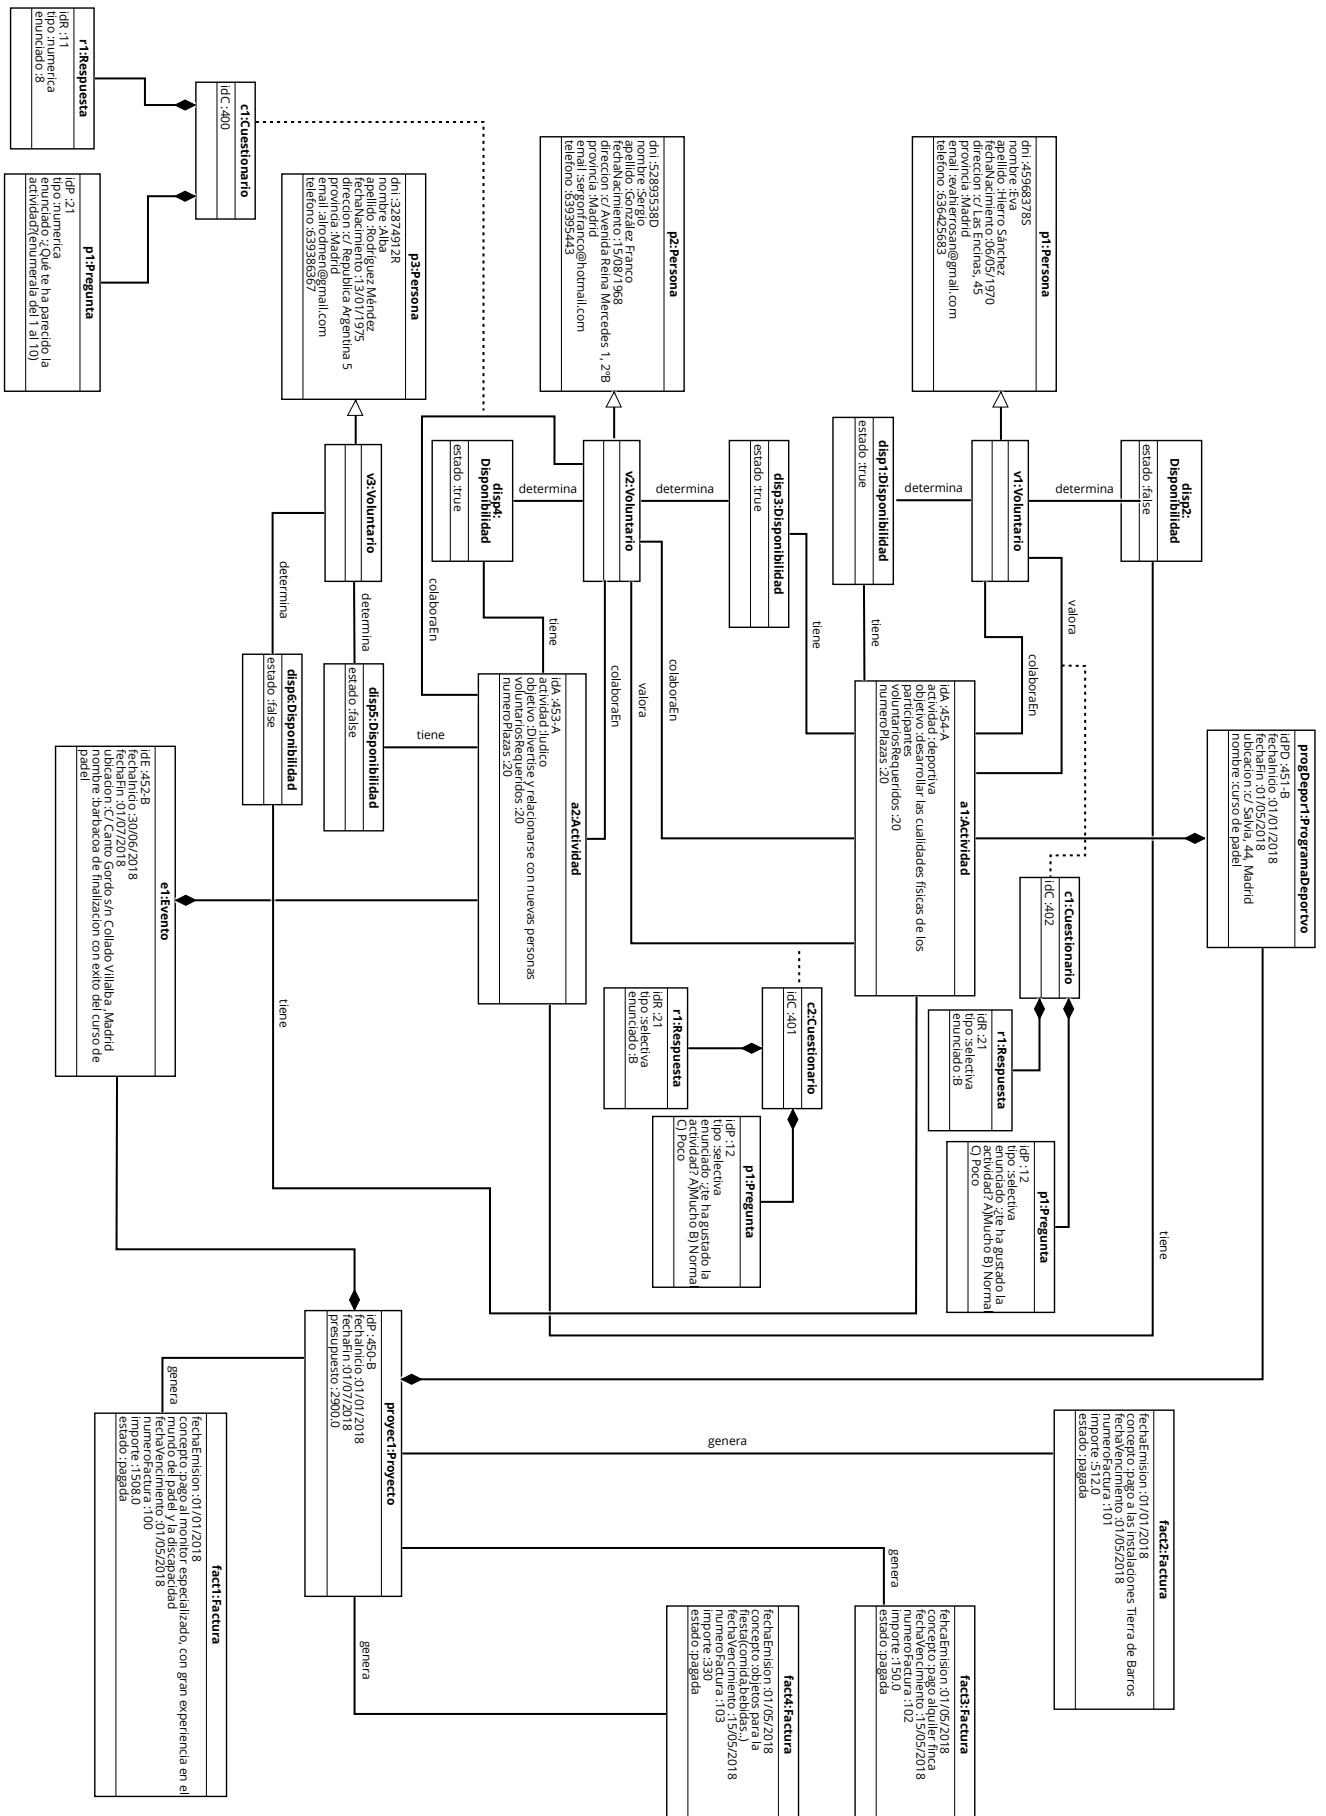 progDepor1:ProgramaDeportvo
idPD :451-B
fechaInicio :01/01/2018
fechaFin :01/05/2018
ubicacion :c/ Salvia, 44, Madrid
nombre :curso de padel
disp2:
Disponibilidad
estado :false
determina
tiene
fact2:Factura
fechaEmision :01/01/2018
concepto :pago a las instalaciones Tierra de Barros
fechaVencimiento :01/05/2018
numeroFactura :101
importe :512.0
estado :pagada
p1:Persona
dni :45968378S
nombre :Eva
apellido :Hierro Sánchez
fechaNacimiento :06/05/1970
direccion :c/ Las Encinas, 45
provincia :Madrid
email :evahierrosan@gmail.com
telefono :636425683
v1:Voluntario
valora
colaboraEn
c1:Cuestionario
idC :402
r1:Respuesta
idR :21
tipo :selectiva
enunciado :B
p1:Pregunta
idP :12
tipo :selectiva
enunciado :¿te ha gustado la
actividad? A)Mucho B) Normal
C) Poco
determina
disp1:Disponibilidad
estado :true
tiene
a1:Actividad
idA :454-A
actividad :deportiva
objetivo :desarrollar las cualidades físicas de los
participantes
voluntariosRequeridos :20
numeroPlazas :20
genera
fact3:Factura
fehcaEmision :01/05/2018
concepto :pago alquiler finca
fechaVencimiento :15/05/2018
numeroFactura :102
importe :150.0
estado :pagada
disp3:Disponibilidad
estado :true
tiene
determina
c2:Cuestionario
idC :401
r1:Respuesta
idR :21
tipo :selectiva
enunciado :B
p1:Pregunta
idP :12
tipo :selectiva
enunciado :¿te ha gustado la
actividad? A)Mucho B) Normal
C) Poco
genera
fact4:Factura
fechaEmision :01/05/2018
concepto :objetos para la
fiesta(comida,bebidas..)
fechaVencimiento :15/05/2018
numeroFactura :103
importe :330
estado :pagada
p2:Persona
dni :52893538D
nombre :Sergio
apellido :González Franco
fechaNacimiento :15/08/1968
direccion :c/ Avenida Reina Mercedes 1, 2ºB
provincia :Madrid
email :sergonfranco@hotmail.com
telefono :639395443
v2:Voluntario
colaboraEn
valora
colaboraEn
determina
disp4:
Disponibilidad
estado :true
tiene
colaboraEn
a2:Actividad
idA :453-A
actividad :ludico
objetivo :Divertise y relacionarse con nuevas personas
voluntariosRequeridos :20
numeroPlazas :20
p3:Persona
dni :32874912R
nombre :Alba
apellido :Rodríguez Méndez
fechaNacimiento :13/01/1975
direccion :c/ Republica Argentina 5
provincia :Madrid
email :alrodmen@gmail.com
telefono :639386367
v3:Voluntario
determina
determina
disp5:Disponibilidad
estado :false
tiene
disp6:Disponibilidad
estado :false
tiene
proyec1:Proyecto
idP :450-B
fechaInicio :01/01/2018
fechaFin :01/07/2018
presupuesto :2900.0
genera
genera
c1:Cuestionario
idC :400
r1:Respuesta
idR :11
tipo :numerica
enunciado :8
p1:Pregunta
idP :21
tipo :numerica
enunciado :¿Qué te ha parecido la
actividad?(enumerala del 1 al 10)
e1:Evento
idE :452-B
fechaInicio :30/06/2018
fechaFin :01/07/2018
ubicacion :C/ Canto Gordo s/n Collado Villalba ,Madrid
nombre :barbacoa de finalizacion con exito del curso de
padel
fact1:Factura
fechaEmision :01/01/2018
concepto :pago al monitor especializado, con gran experiencia en el
mundo del padel y la discapacidad
fechaVencimiento :01/05/2018
numeroFactura :100
importe :1508.0
estado :pagada